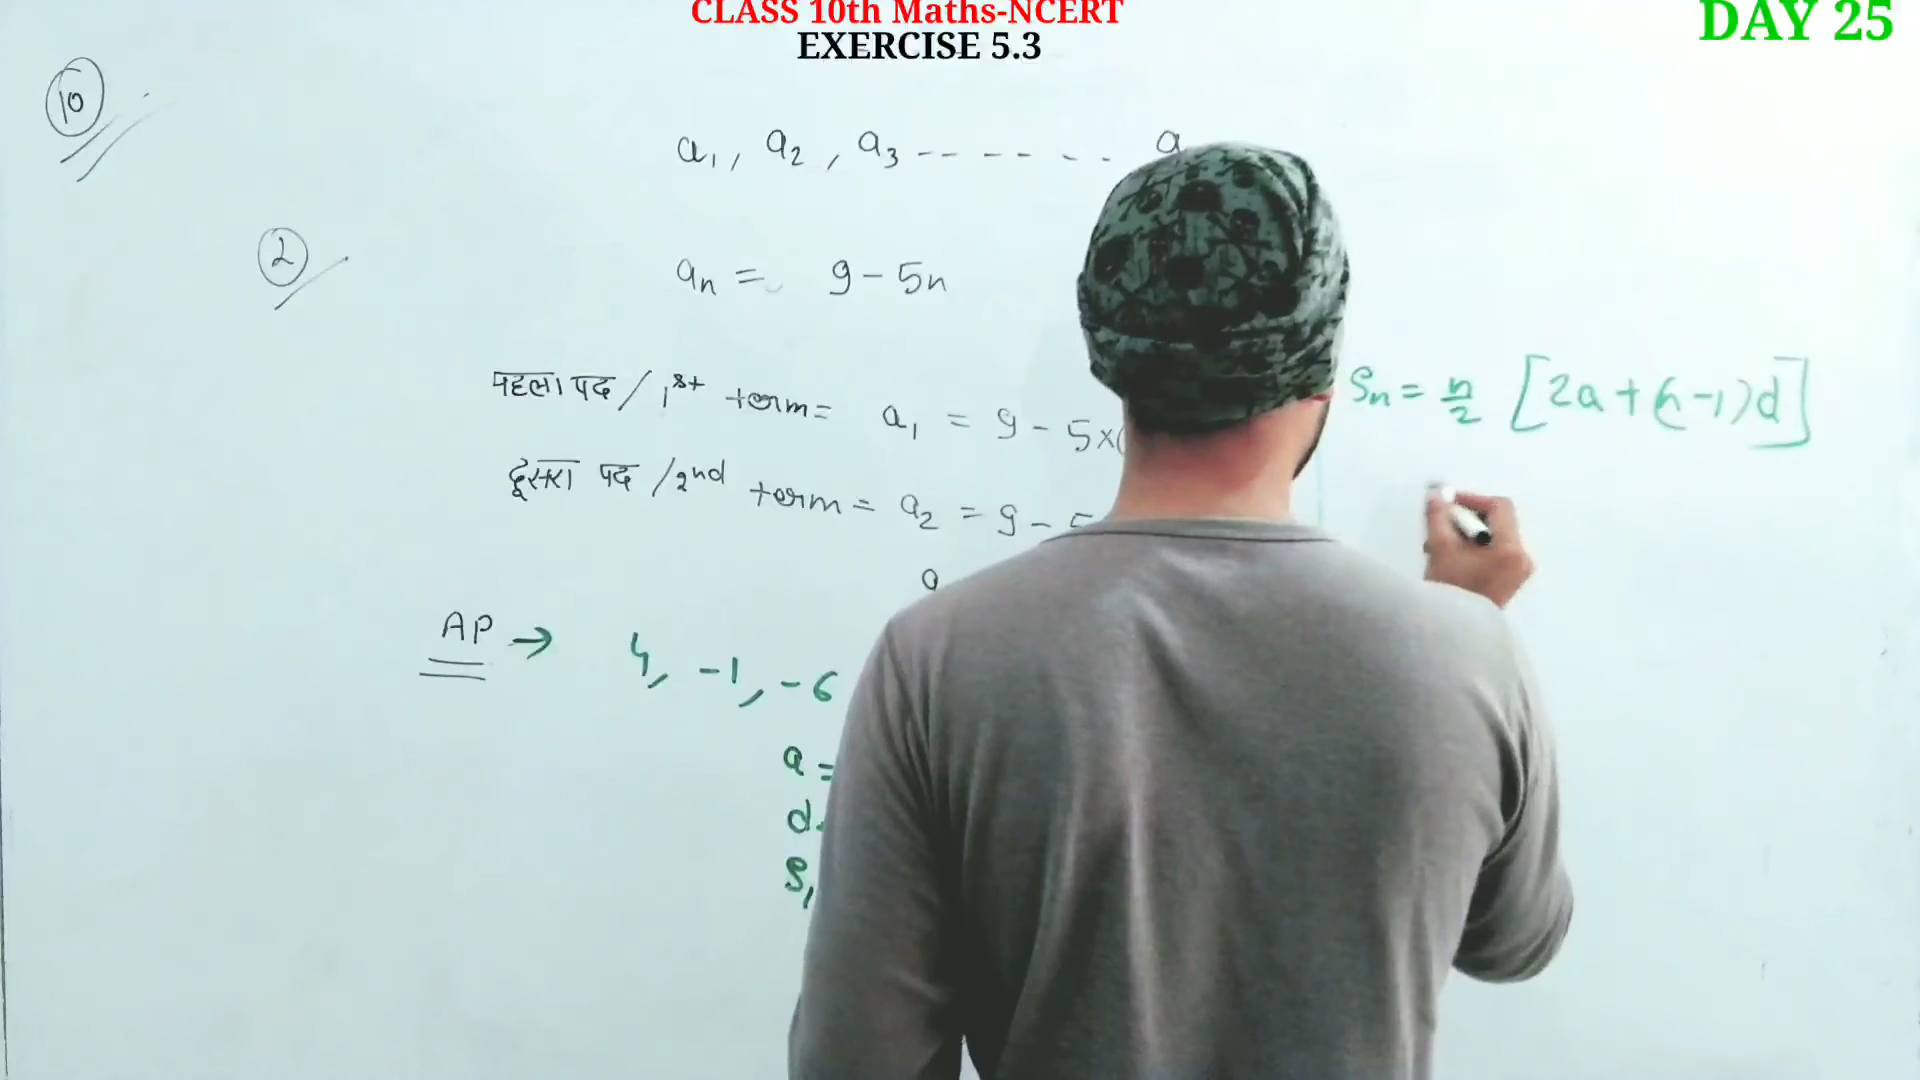 CLASS 10th Maths-NCERT
EXERCISE 5.3
DAY 25
10
a1, a2, a3 ------- a
2
an = 9-5n
पहला पद / 1st term = a1 = 9 - 5×(
दूसरा पद / 2nd term = a2 = 9 - 5
a
Sn = n/2 [2a+(n-1)d]
AP → 4, -1, -6
a =
d
S1